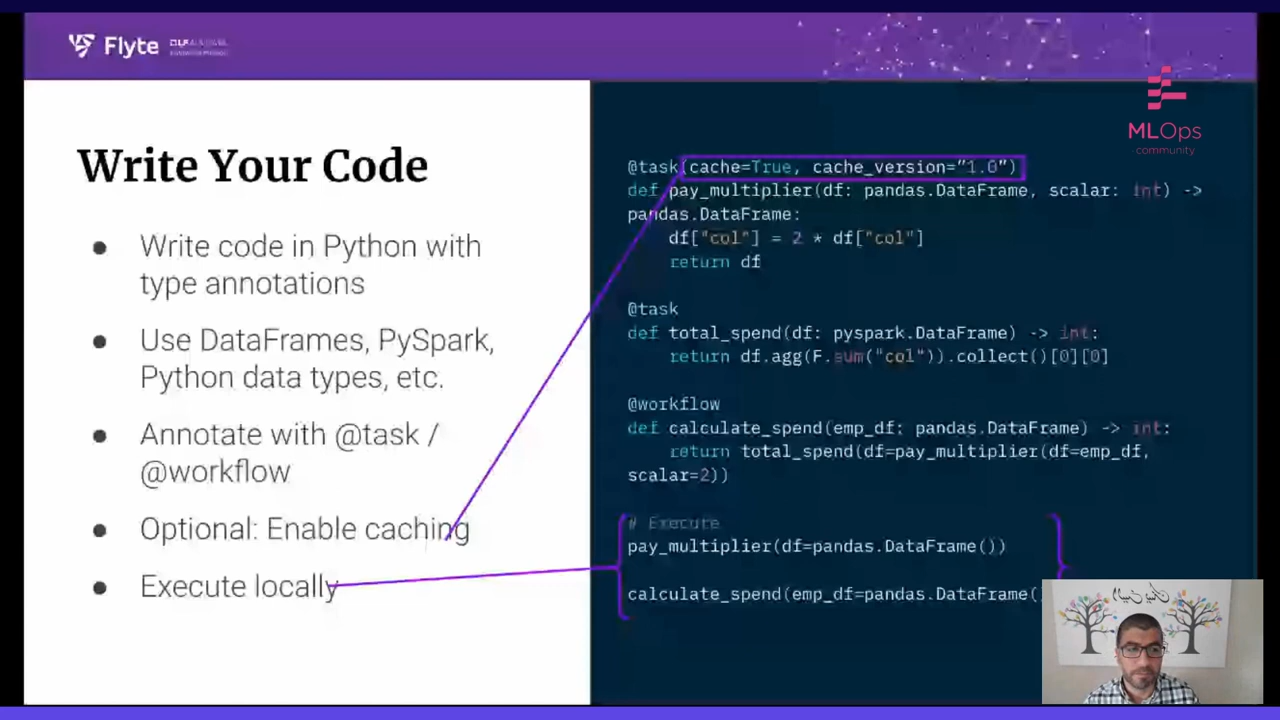 Flyte
MLOps
community
Write Your Code
● Write code in Python with
type annotations
● Use DataFrames, PySpark,
Python data types, etc.
● Annotate with @task /
@workflow
● Optional: Enable caching
● Execute locally
@task(cache=True, cache_version="1.0")
def pay_multiplier(df: pandas.DataFrame, scalar: int) ->
pandas.DataFrame:
df["col"] = 2 * df["col"]
return df
@task
def total_spend(df: pyspark.DataFrame) -> int:
return df.agg(F.sum("col")).collect()[0][0]
@workflow
def calculate_spend(emp_df: pandas.DataFrame) -> int:
return total_spend(df=pay_multiplier(df=emp_df,
scalar=2))
# Execute
pay_multiplier(df=pandas.DataFrame())
calculate_spend(emp_df=pandas.DataFrame(